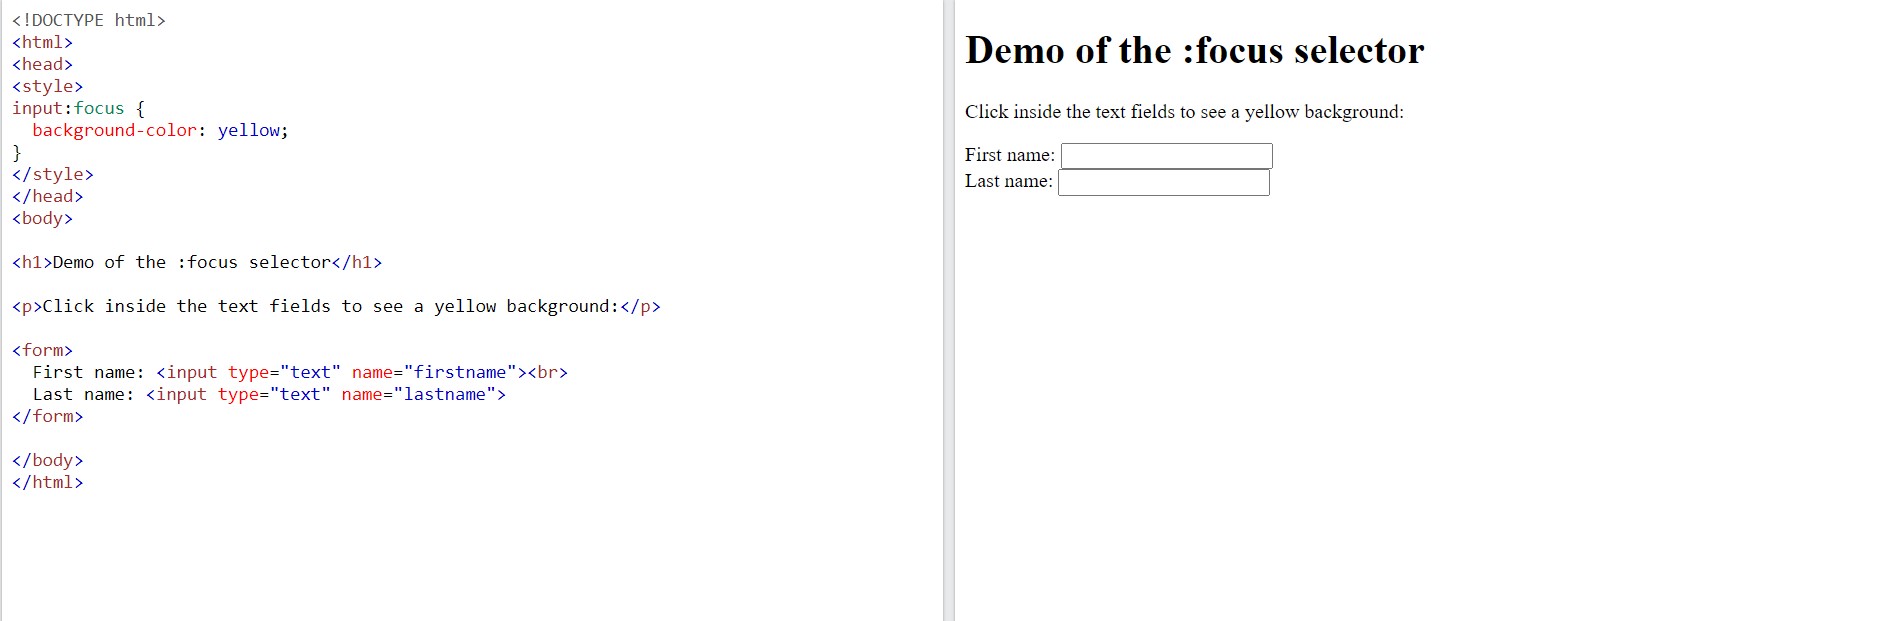 <!DOCTYPE html>
<html>
<head>
<style>
input:focus {
  background-color: yellow;
}
</style>
</head>
<body>

<h1>Demo of the :focus selector</h1>

<p>Click inside the text fields to see a yellow background:</p>

<form>
  First name: <input type="text" name="firstname"><br>
  Last name: <input type="text" name="lastname">
</form>

</body>
</html>
Demo of the :focus selector
Click inside the text fields to see a yellow background:
First name:
Last name: